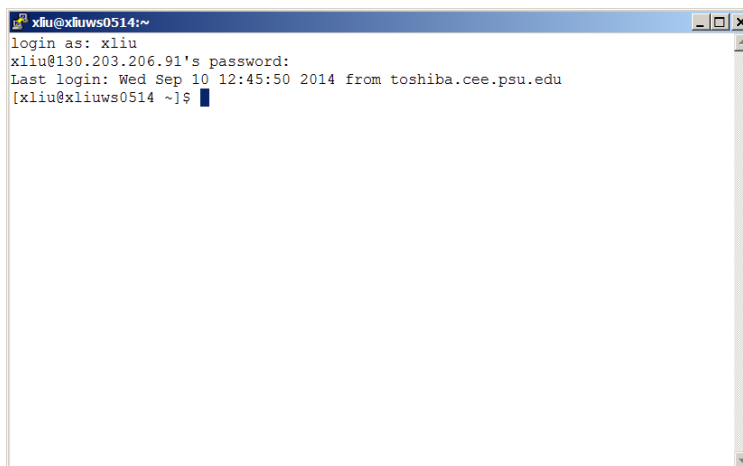 xliu@xliuws0514:~
login as: xliu
xliu@130.203.206.91's password:
Last login: Wed Sep 10 12:45:50 2014 from toshiba.cee.psu.edu
[xliu@xliuws0514 ~]$